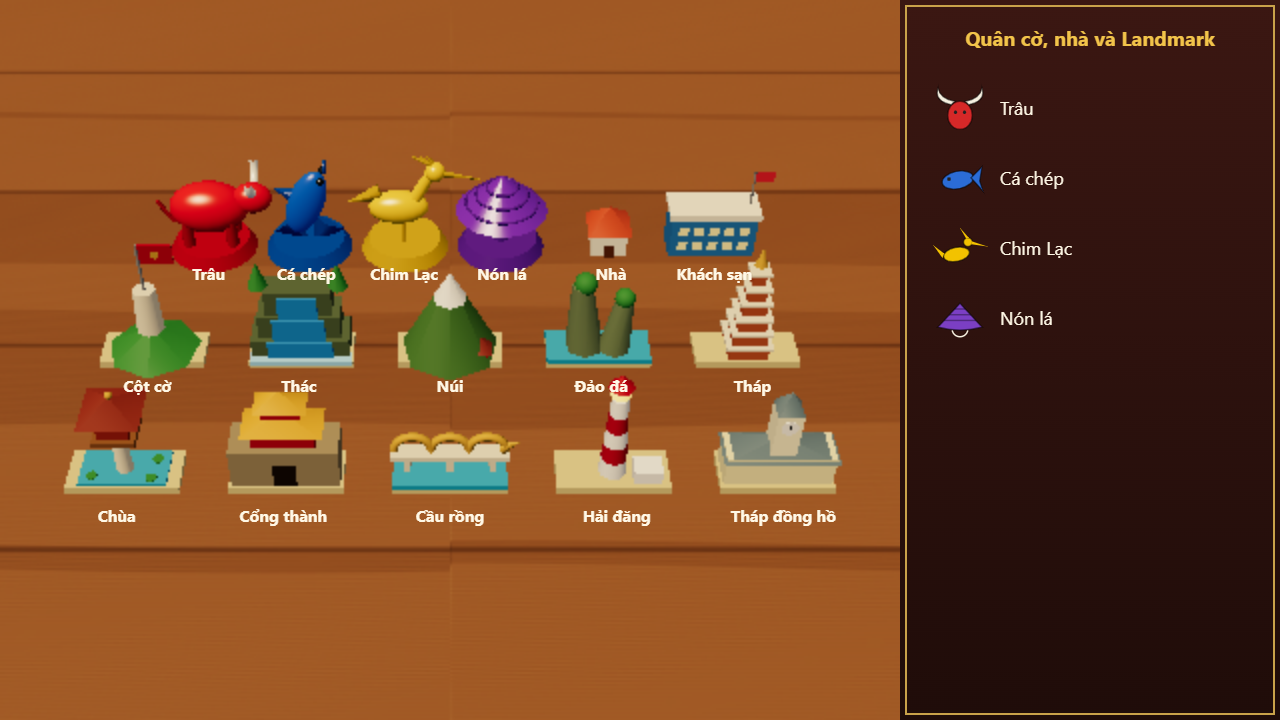 Quân cờ, nhà và Landmark
Trâu
Cá chép
Chim Lạc
Nón lá
Trâu
Cá chép
Chim Lạc
Nón lá
Nhà
Khách sạn
Cột cờ
Thác
Núi
Đảo đá
Tháp
Chùa
Cổng thành
Cầu rồng
Hải đăng
Tháp đồng hồ